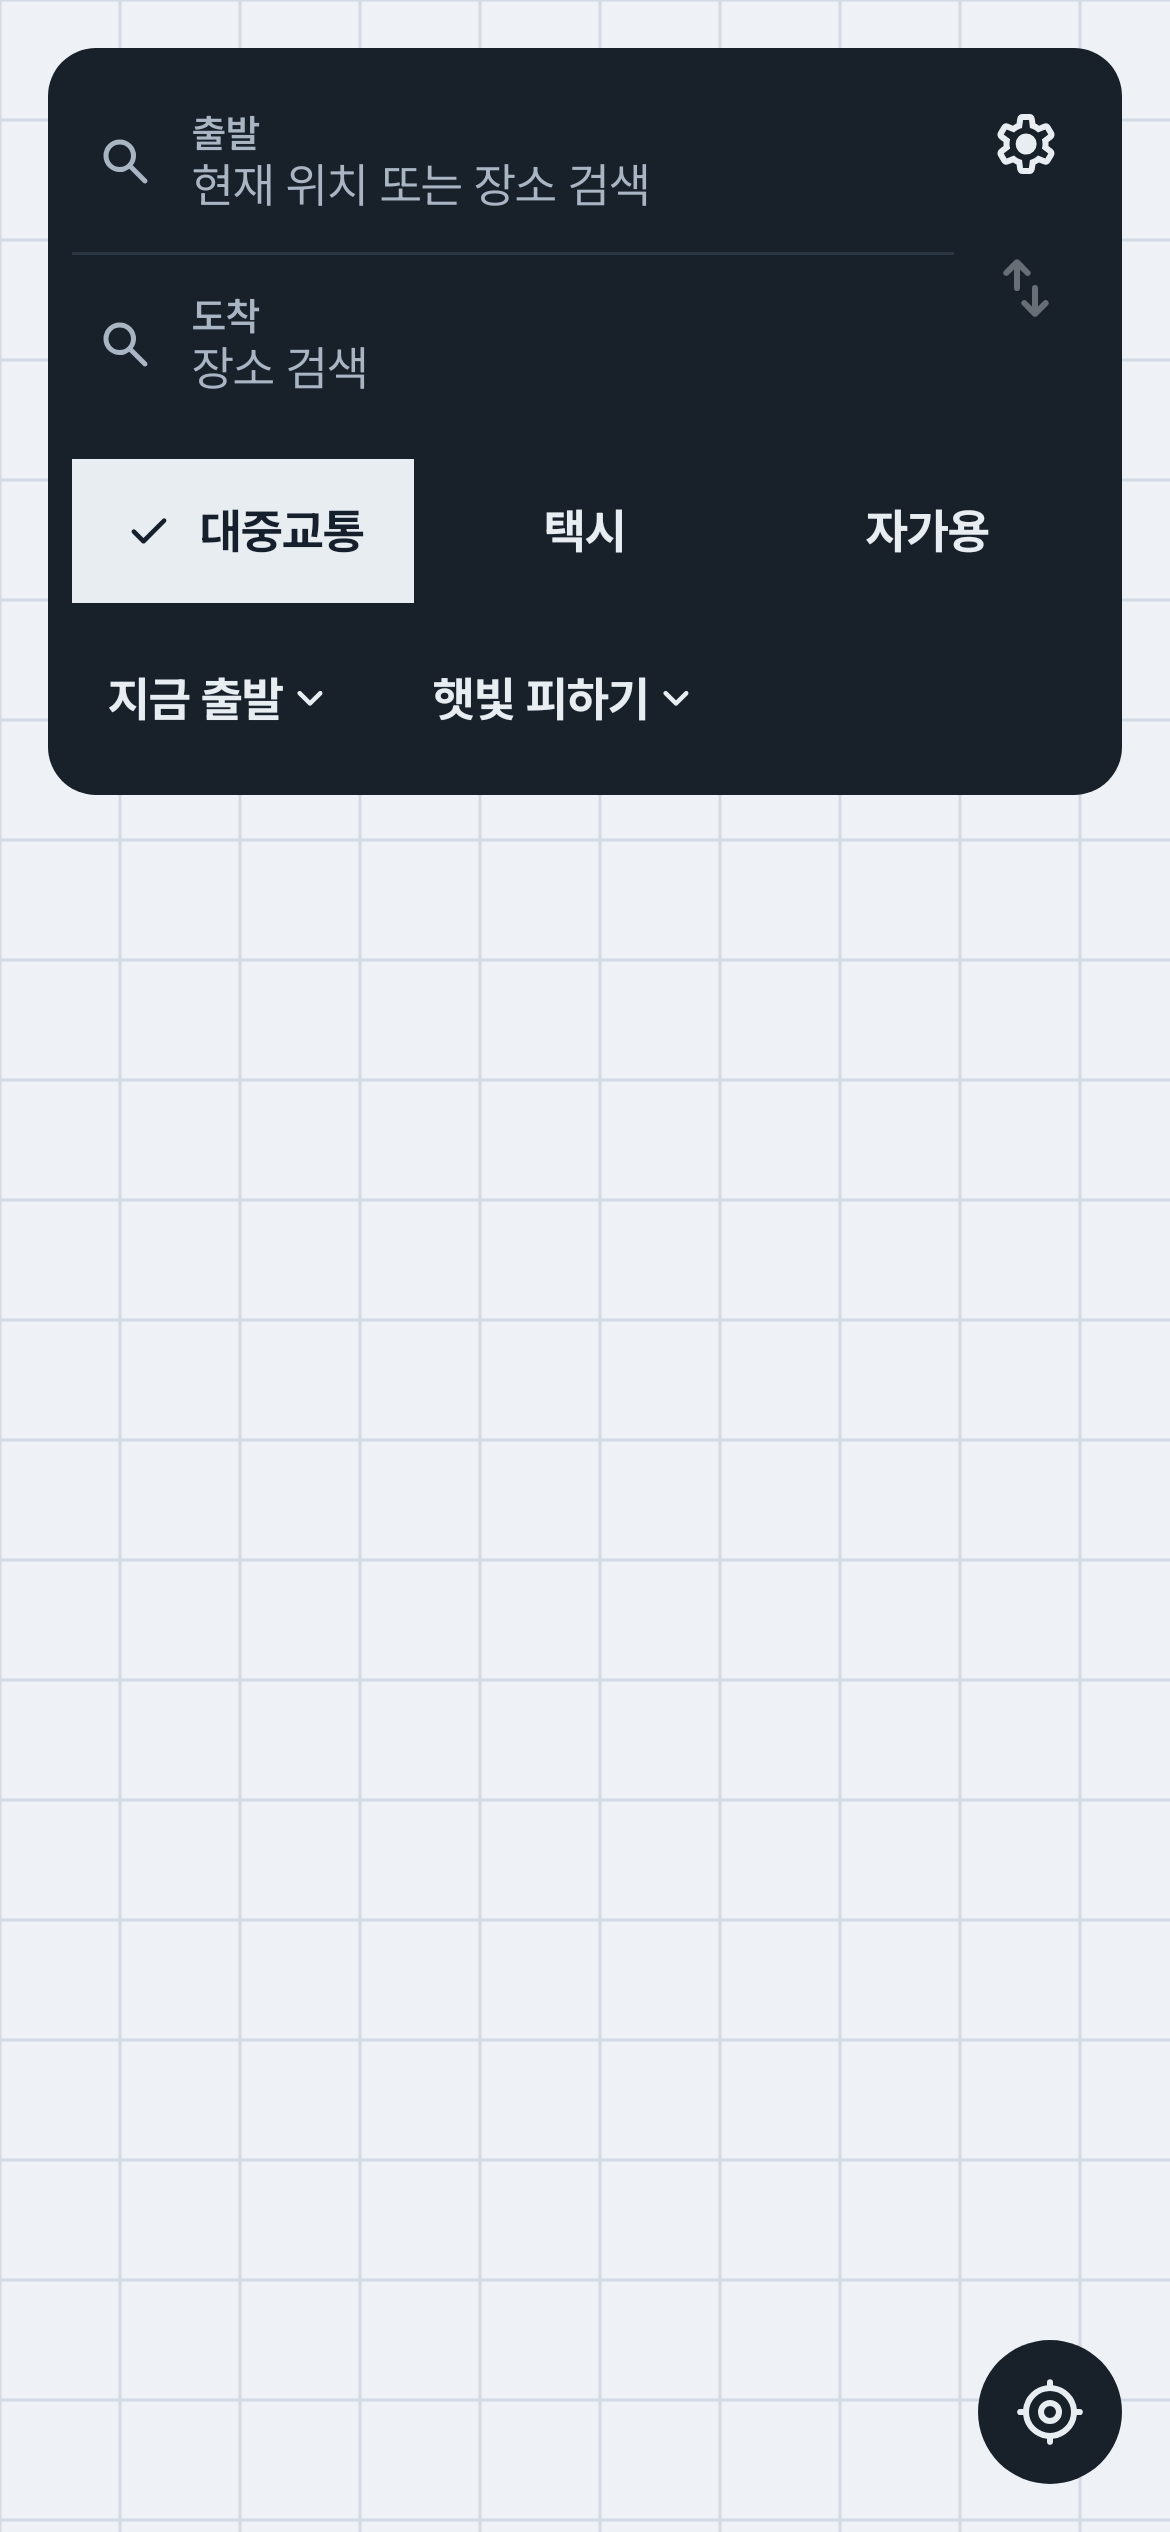 출발
현재 위치 또는 장소 검색
도착
장소 검색
대중교통 택시 자가용
지금 출발 햇빛 피하기